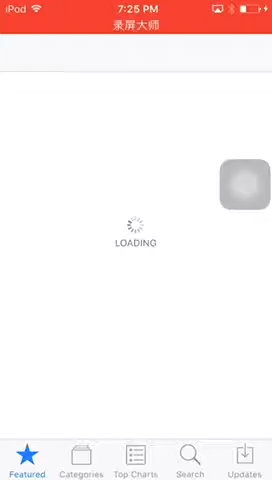 iPod 7:25 PM
录屏大师
LOADING
Featured Categories Top Charts Search Updates